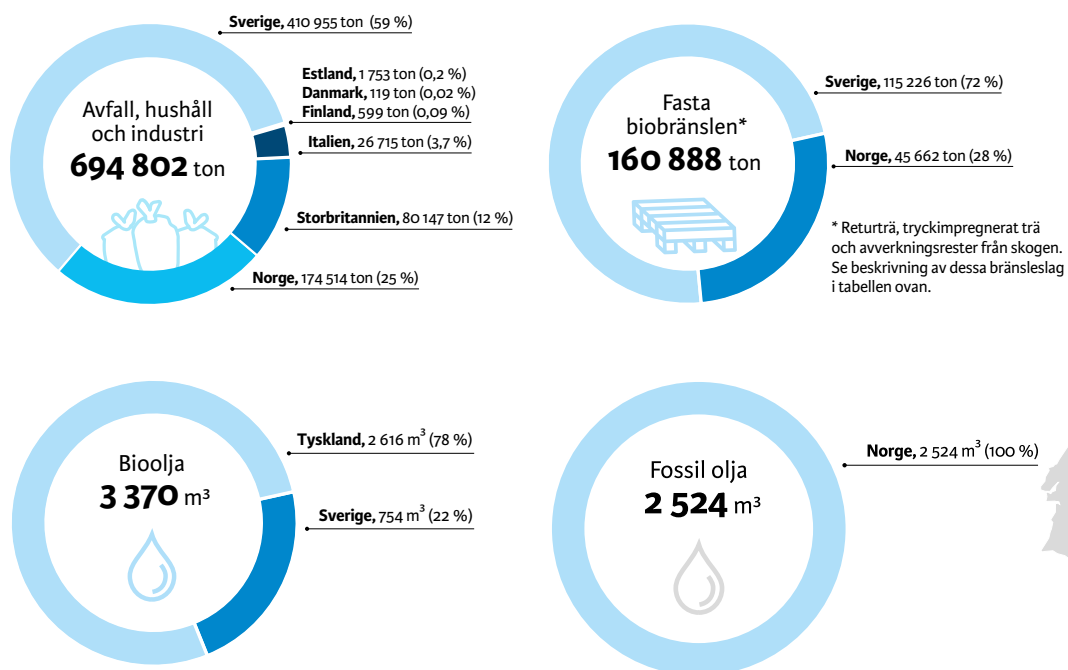 Sverige, 410 955 ton (59 %)
Avfall, hushåll
och industri
694 802 ton
Estland, 1 753 ton (0,2 %)
Danmark, 119 ton (0,02 %)
Finland, 599 ton (0,09 %)
Italien, 26 715 ton (3,7 %)
Storbritannien, 80 147 ton (12 %)
Norge, 174 514 ton (25 %)
Fasta
biobränslen*
160 888 ton
Sverige, 115 226 ton (72 %)
Norge, 45 662 ton (28 %)
* Returträ, tryckimpregnerat trä
och avverkningsrester från skogen.
Se beskrivning av dessa bränsleslag
i tabellen ovan.
Bioolja
3 370 m³
Tyskland, 2 616 m³ (78 %)
Sverige, 754 m³ (22 %)
Fossil olja
2 524 m³
Norge, 2 524 m³ (100 %)